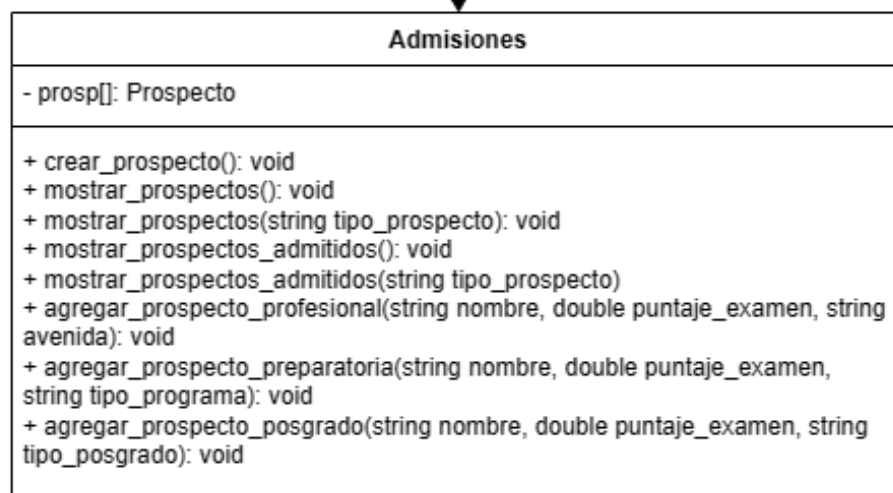 Admisiones
- prosp[]: Prospecto
+ crear_prospecto(): void
+ mostrar_prospectos(): void
+ mostrar_prospectos(string tipo_prospecto): void
+ mostrar_prospectos_admitidos(): void
+ mostrar_prospectos_admitidos(string tipo_prospecto)
+ agregar_prospecto_profesional(string nombre, double puntaje_examen, string
avenida): void
+ agregar_prospecto_preparatoria(string nombre, double puntaje_examen,
string tipo_programa): void
+ agregar_prospecto_posgrado(string nombre, double puntaje_examen, string
tipo_posgrado): void